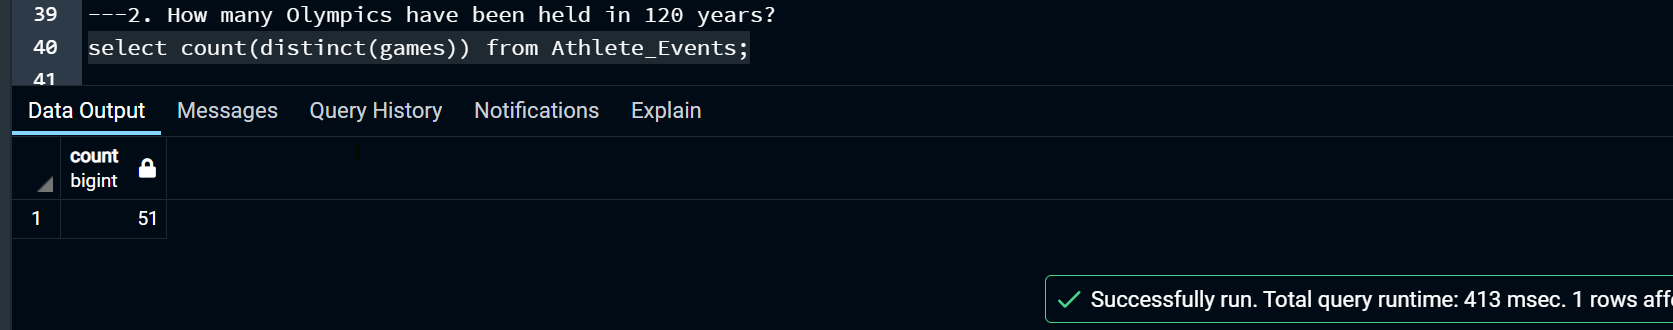 39 ---2. How many Olympics have been held in 120 years?
40 select count(distinct(games)) from Athlete_Events;
41
Data Output Messages Query History Notifications Explain
count
bigint
1 51
Successfully run. Total query runtime: 413 msec. 1 rows affe